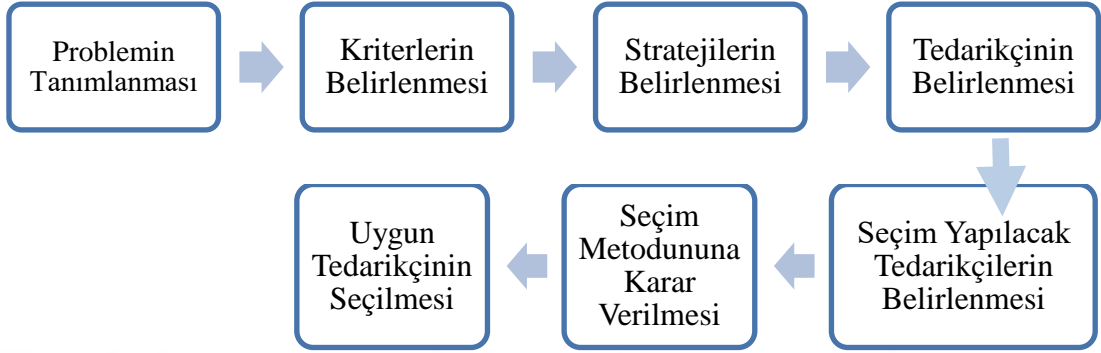 Problemin
Tanımlanması
Kriterlerin
Belirlenmesi
Stratejilerin
Belirlenmesi
Tedarikçinin
Belirlenmesi
Seçim Yapılacak
Tedarikçilerin
Belirlenmesi
Seçim
Metodununa
Karar
Verilmesi
Uygun
Tedarikçinin
Seçilmesi